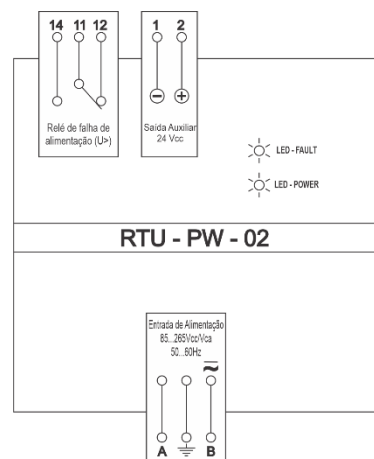 14 11 12
Relé de falha de
alimentação (U>)
1 2
Saída Auxiliar
24 Vcc
LED - FAULT
LED - POWER
RTU - PW - 02
Entrada de Alimentação
85...265Vcc/Vca
50...60Hz
A B